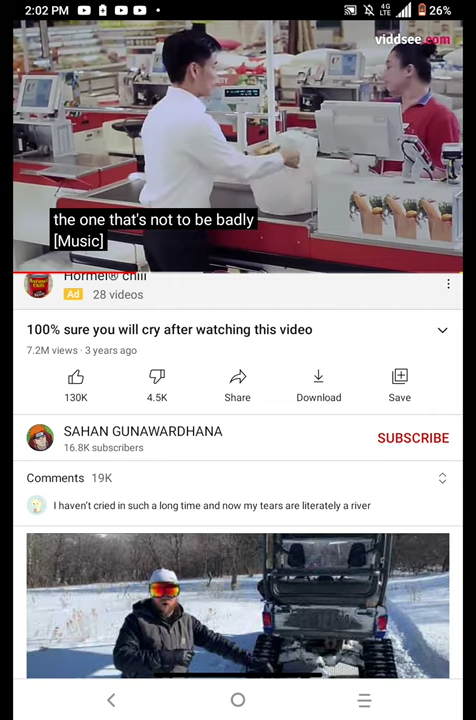 2:02 PM
4G
LTE
26%
viddsee.com
the one that's not to be badly
[Music]
Hormel® chili
Ad 28 videos
100% sure you will cry after watching this video
7.2M views · 3 years ago
130K 4.5K Share Download Save
SAHAN GUNAWARDHANA
16.8K subscribers
SUBSCRIBE
Comments 19K
I haven't cried in such a long time and now my tears are literately a river